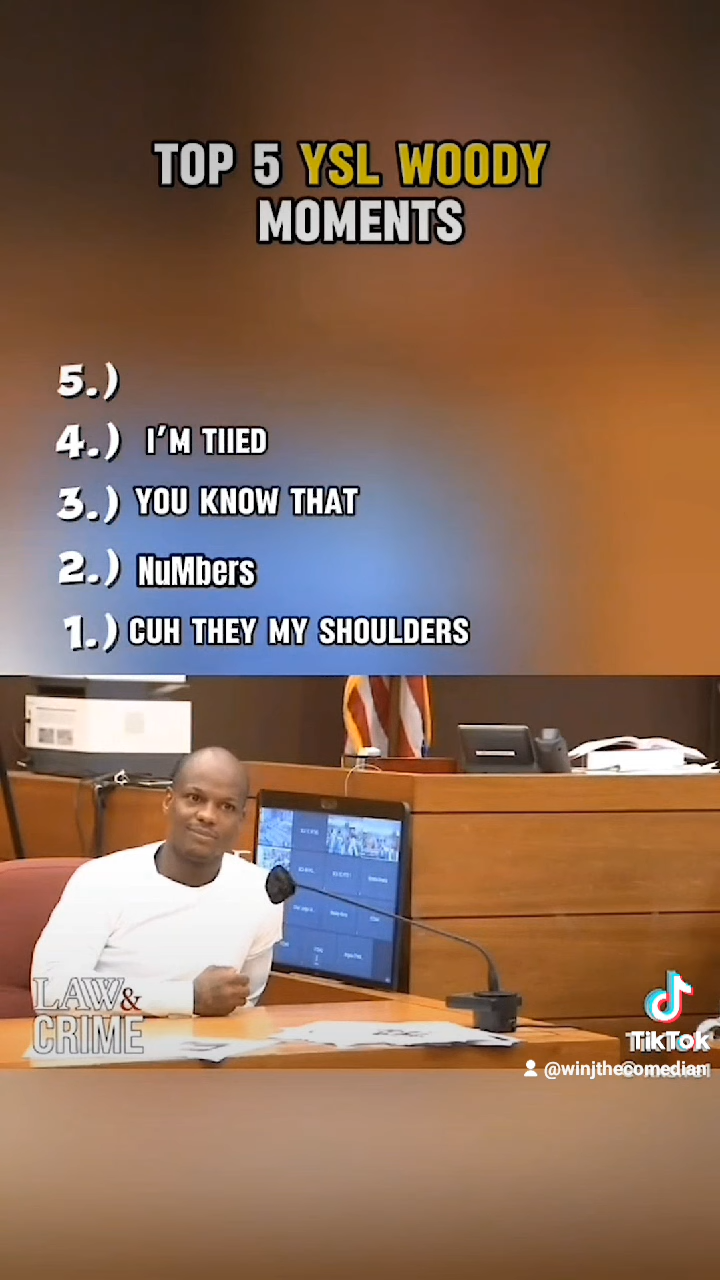 TOP 5 YSL WOODY
MOMENTS
5.)
4.) I'M TIIED
3.) YOU KNOW THAT
2.) NuMbers
1.) CUH THEY MY SHOULDERS
LAW&
CRIME
TikTok
@winjthecomedian